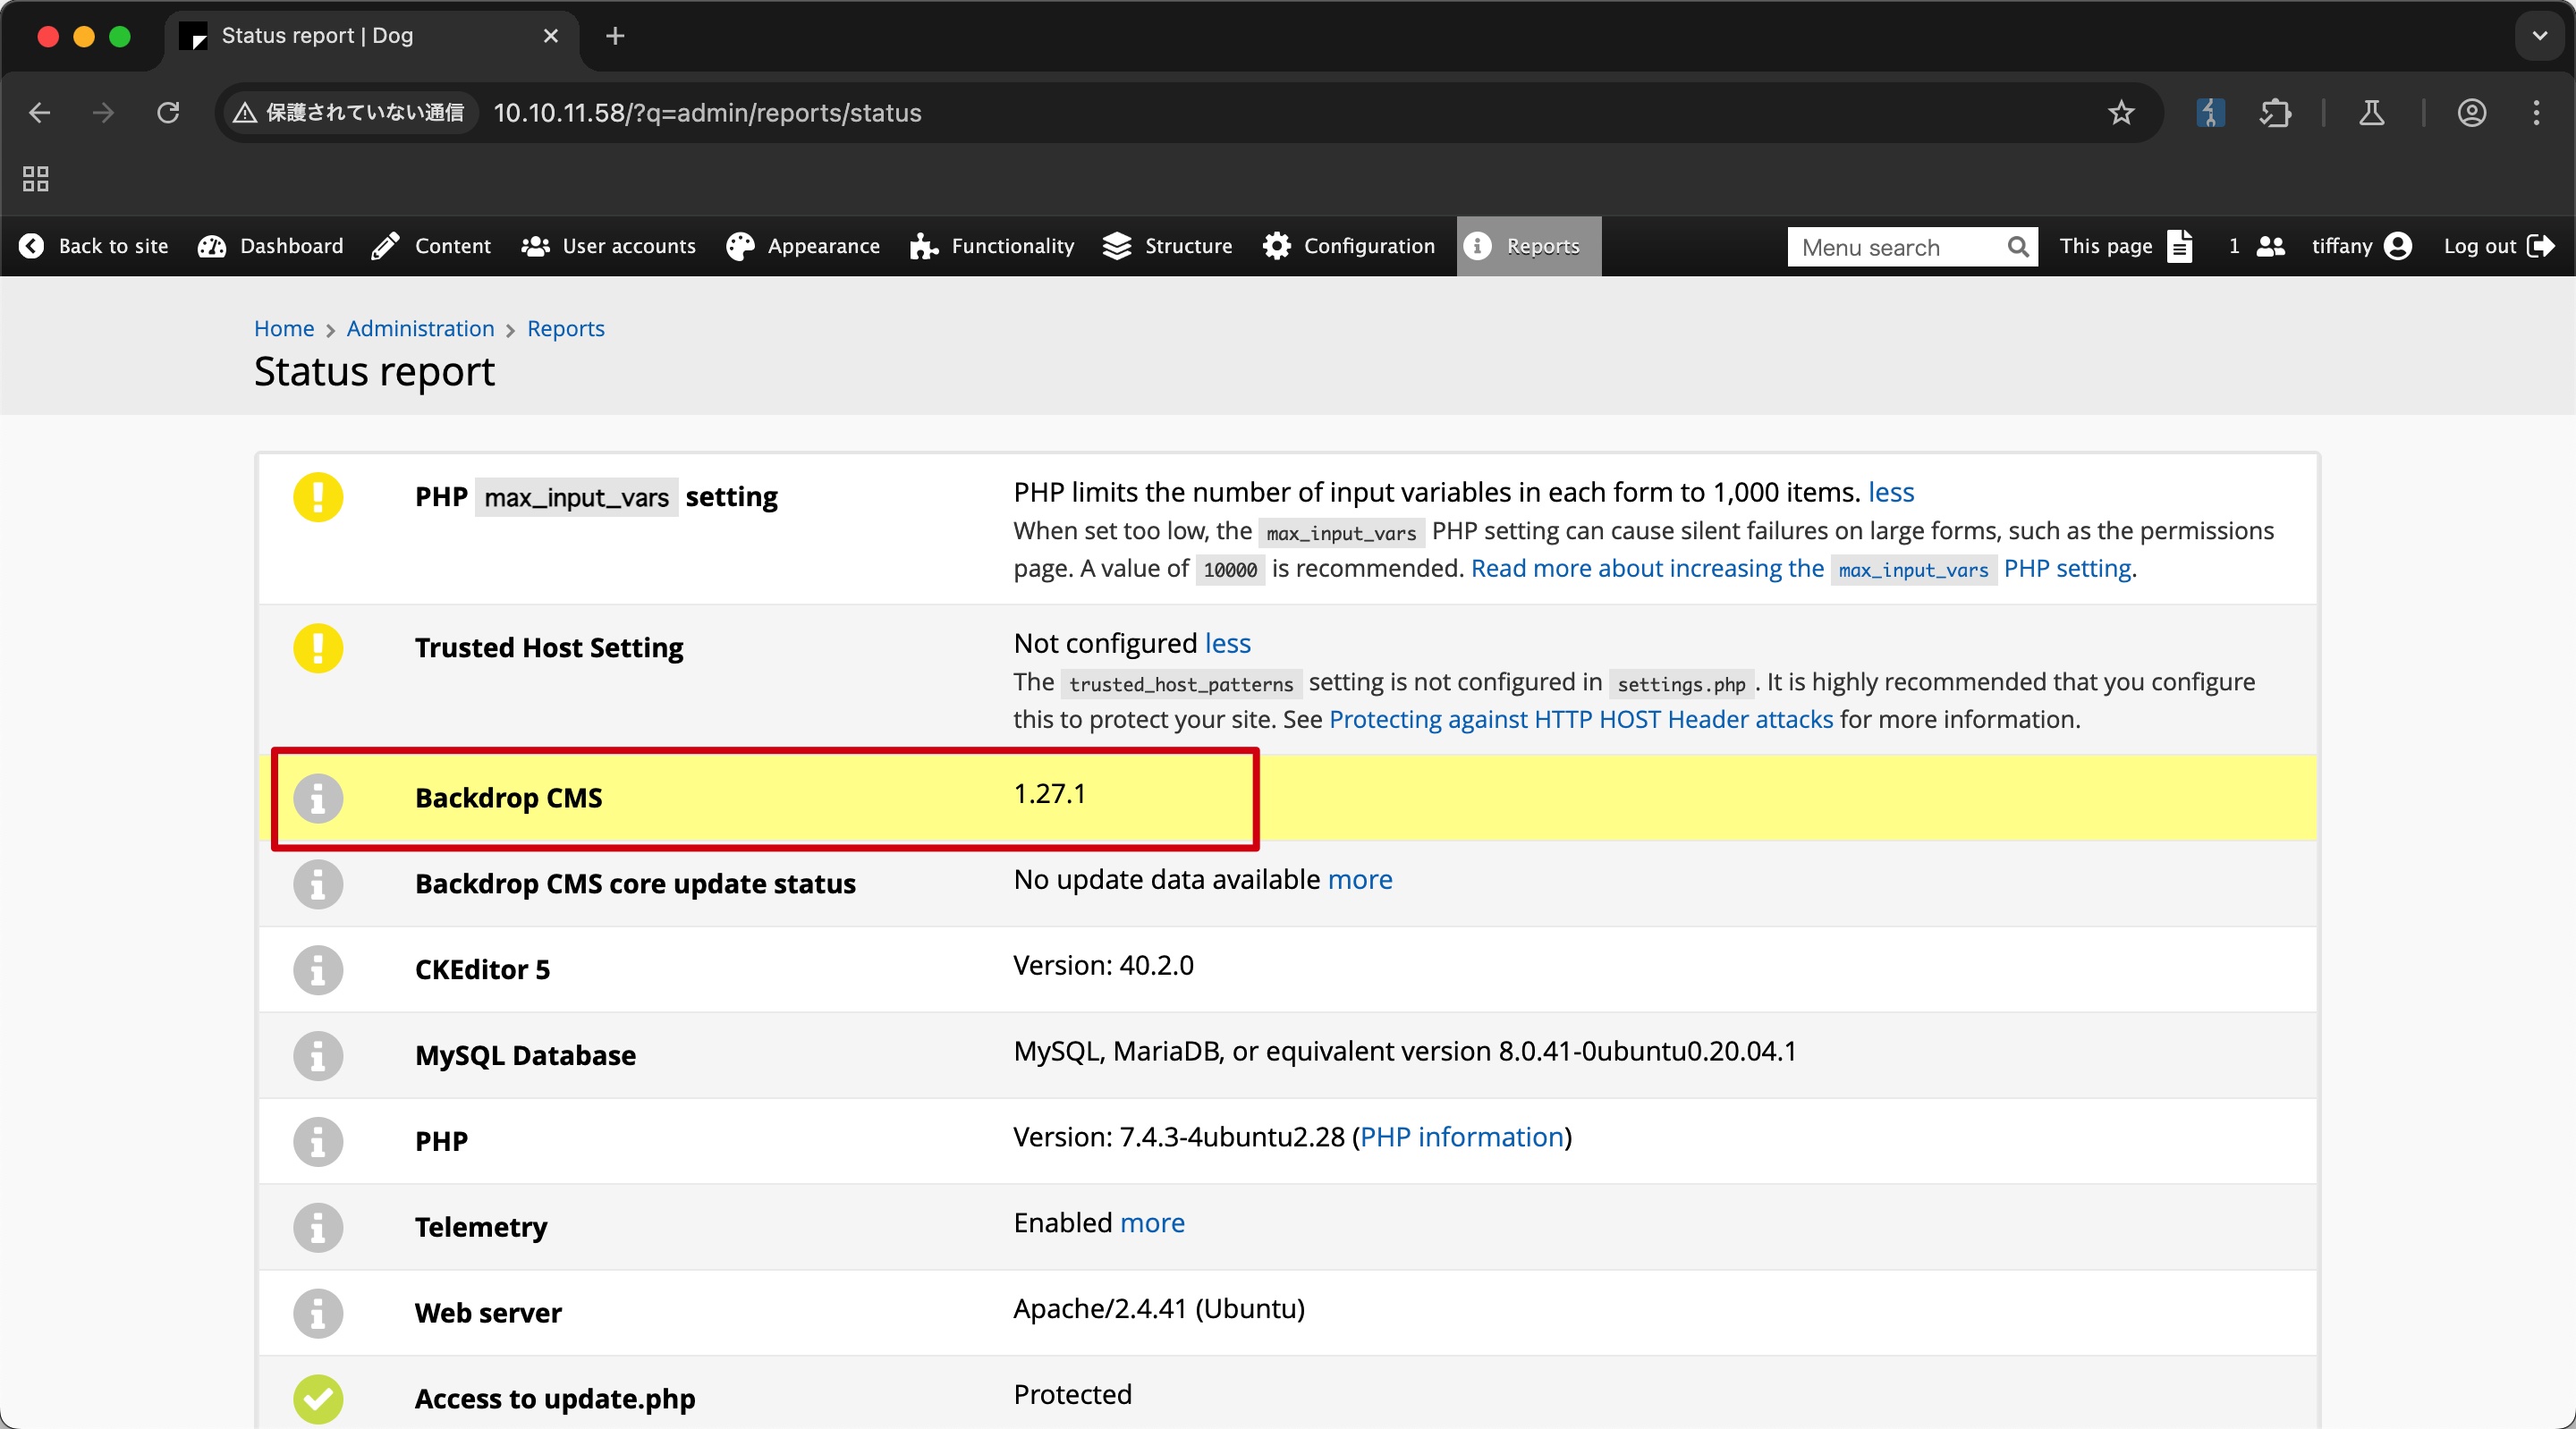 Status report | Dog
保護されていない通信 10.10.11.58/?q=admin/reports/status
Back to site Dashboard Content User accounts Appearance Functionality Structure Configuration Reports Menu search This page 1 tiffany Log out
Home > Administration > Reports
Status report
PHP max_input_vars setting PHP limits the number of input variables in each form to 1,000 items. less
When set too low, the max_input_vars PHP setting can cause silent failures on large forms, such as the permissions
page. A value of 10000 is recommended. Read more about increasing the max_input_vars PHP setting.
Trusted Host Setting Not configured less
The trusted_host_patterns setting is not configured in settings.php. It is highly recommended that you configure
this to protect your site. See Protecting against HTTP HOST Header attacks for more information.
Backdrop CMS 1.27.1
Backdrop CMS core update status No update data available more
CKEditor 5 Version: 40.2.0
MySQL Database MySQL, MariaDB, or equivalent version 8.0.41-0ubuntu0.20.04.1
PHP Version: 7.4.3-4ubuntu2.28 (PHP information)
Telemetry Enabled more
Web server Apache/2.4.41 (Ubuntu)
Access to update.php Protected